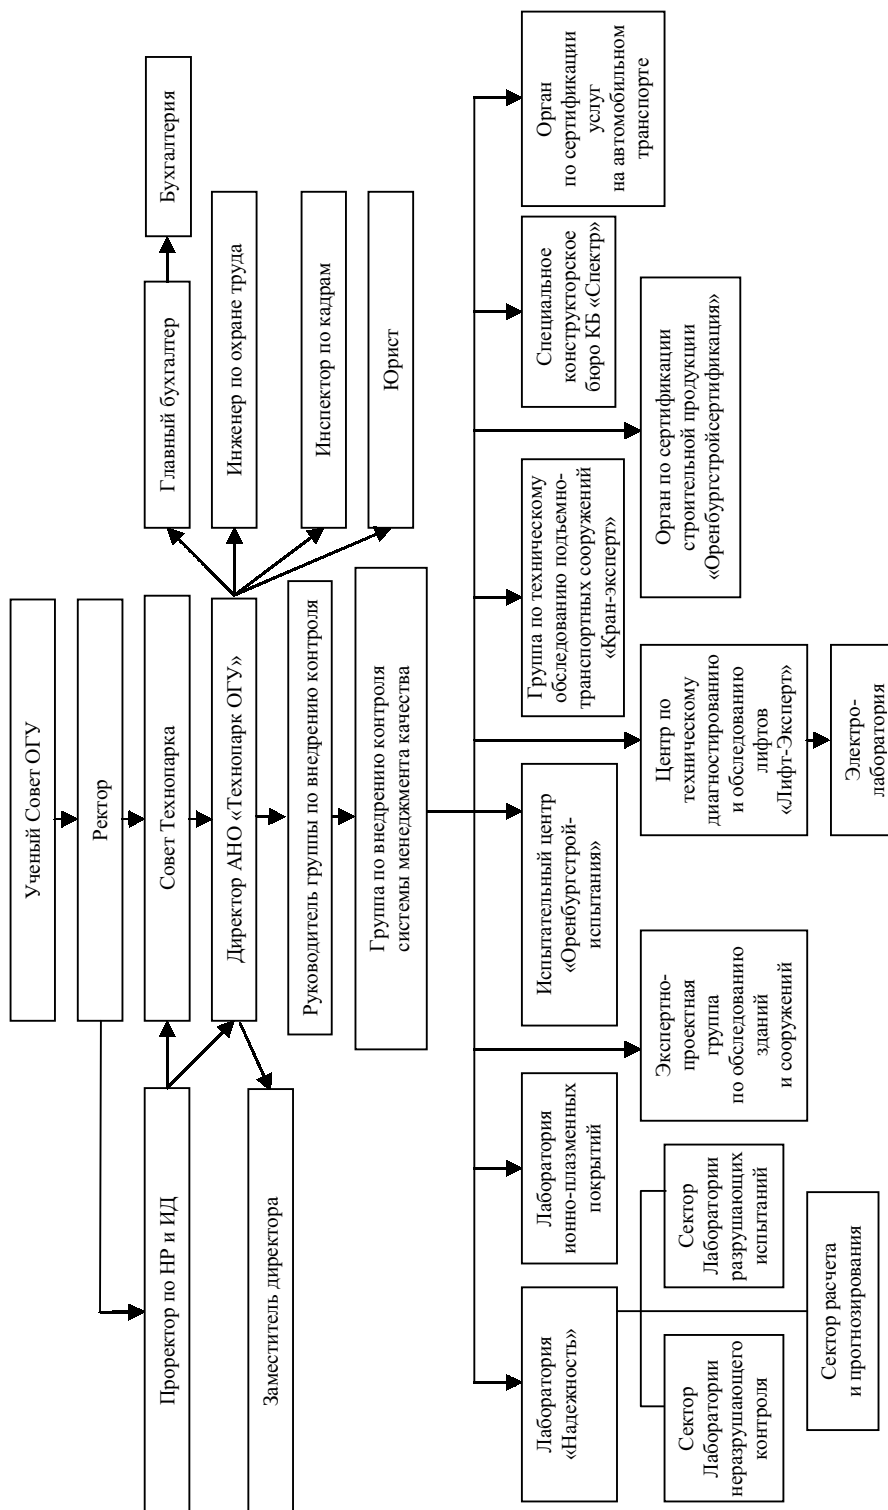 Ученый Совет ОГУ
Ректор
Проректор по НР и ИД
Совет Технопарка
Главный бухгалтер
Бухгалтерия
Директор АНО «Технопарк ОГУ»
Инженер по охране труда
Заместитель директора
Руководитель группы по внедрению контроля
Инспектор по кадрам
Группа по внедрению контроля
системы менеджмента качества
Юрист
Лаборатория
«Надежность»
Лаборатория
ионно-плазменных
покрытий
Испытательный центр
«Оренбургстрой-
испытания»
Группа по техническому
обследованию подъемно-
транспортных сооружений
«Кран-эксперт»
Специальное
конструкторское
бюро КБ «Спектр»
Орган
по сертификации
услуг
на автомобильном
транспорте
Сектор
Лаборатории
неразрушающего
контроля
Сектор
Лаборатории
разрушающих
испытаний
Экспертно-
проектная
группа
по обследованию
зданий
и сооружений
Центр по
техническому
диагностированию
и обследованию
лифтов
«Лифт-Эксперт»
Орган по сертификации
строительной продукции
«Оренбургстройсертификация»
Сектор расчета
и прогнозирования
Электро-
лаборатория